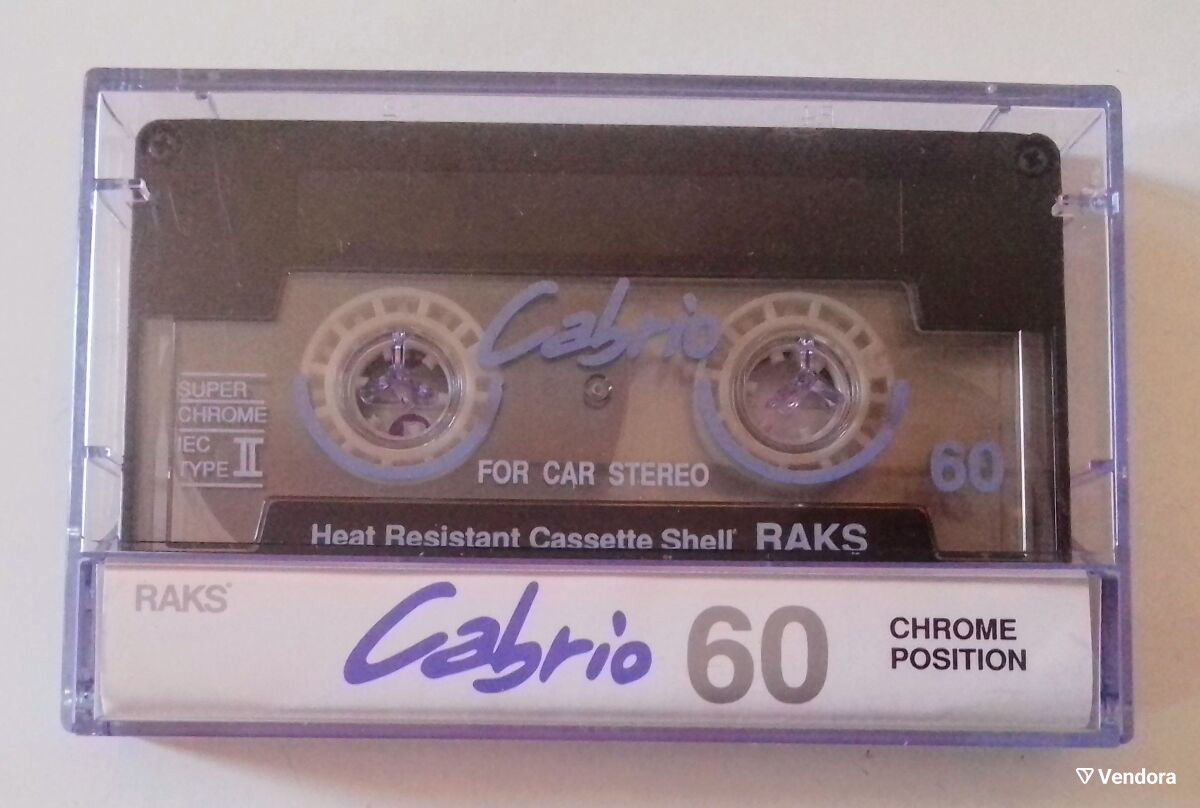 Cabrio
SUPER
CHROME
IEC
TYPE II
FOR CAR STEREO
60
Heat Resistant Cassette Shell RAKS
RAKS®
Cabrio 60
CHROME
POSITION
Vendora